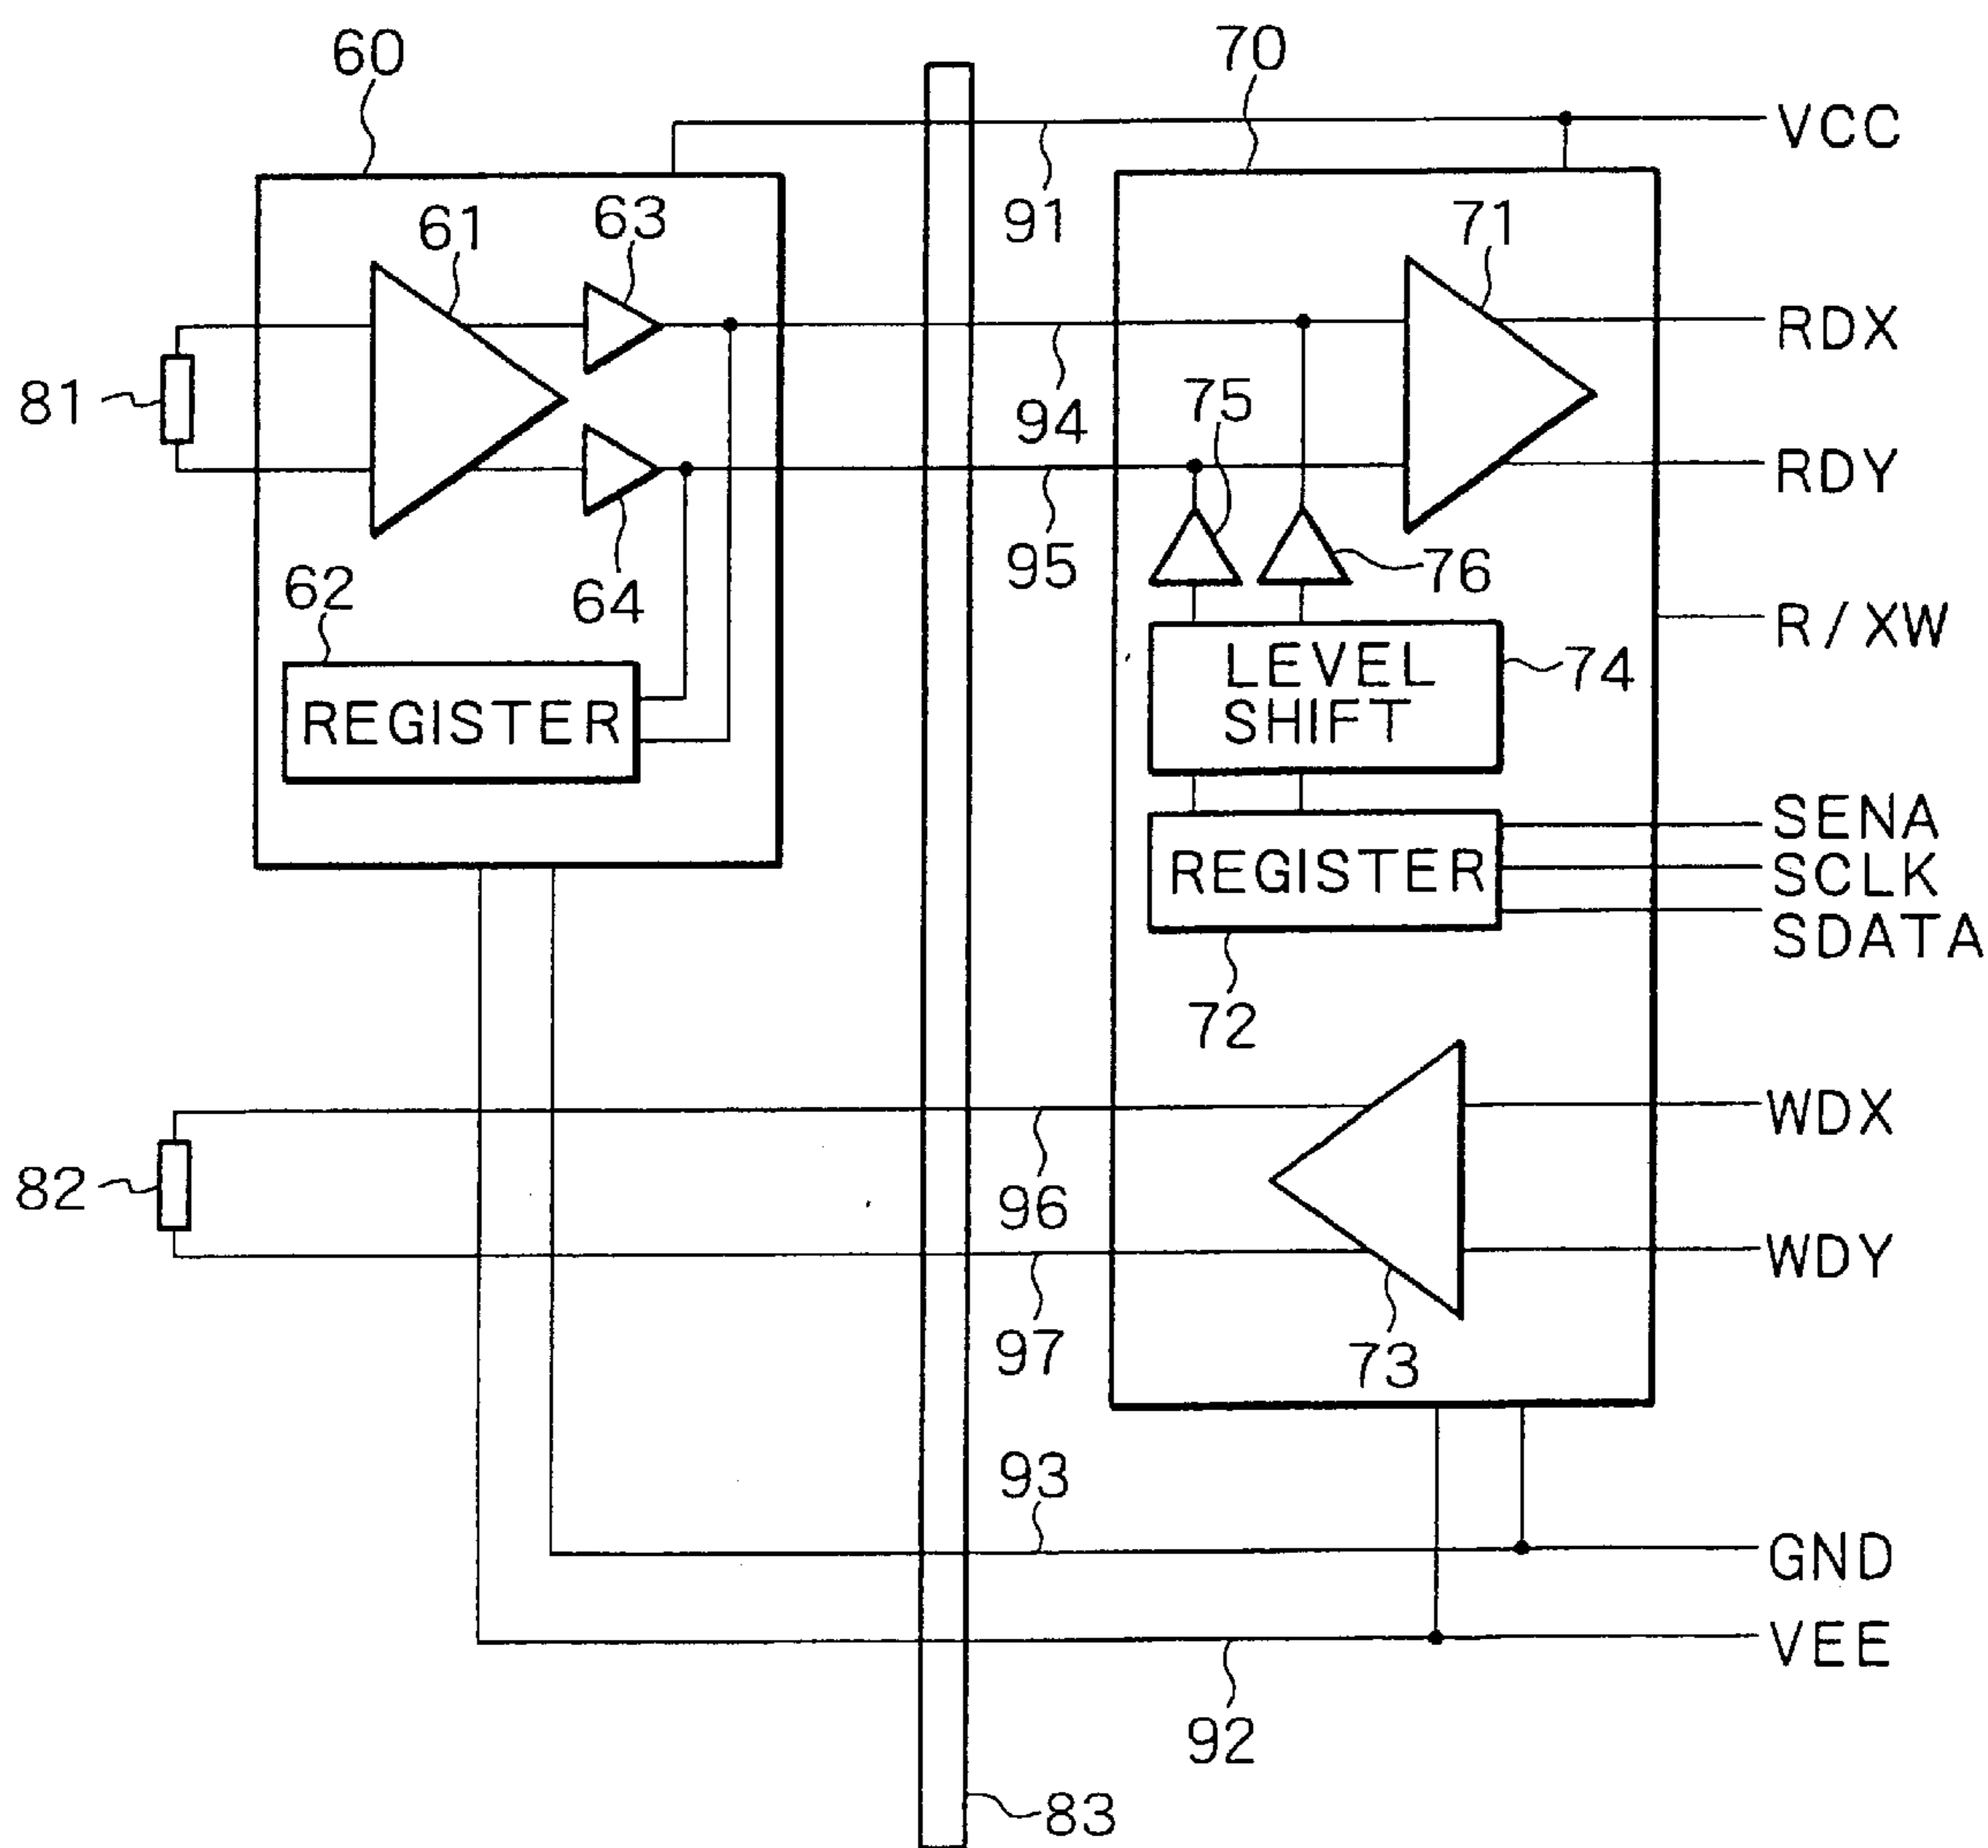 60
70
VCC
91
61
63
71
RDX
81
94
75
RDY
95
76
64
62
R/XW
LEVEL
SHIFT
74
REGISTER
SENA
REGISTER
SCLK
SDATA
72
WDX
82
96
WDY
97
73
93
GND
VEE
92
83